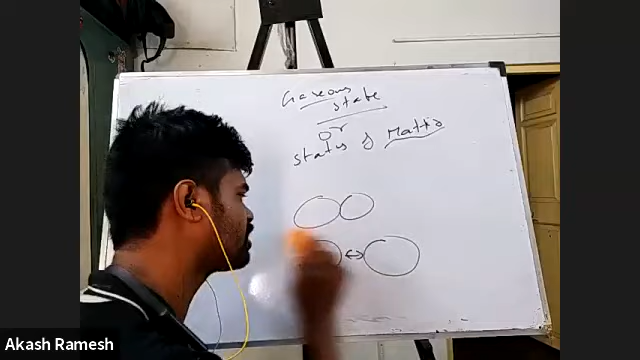 Gaseous
state
or
states of Matter
Akash Ramesh